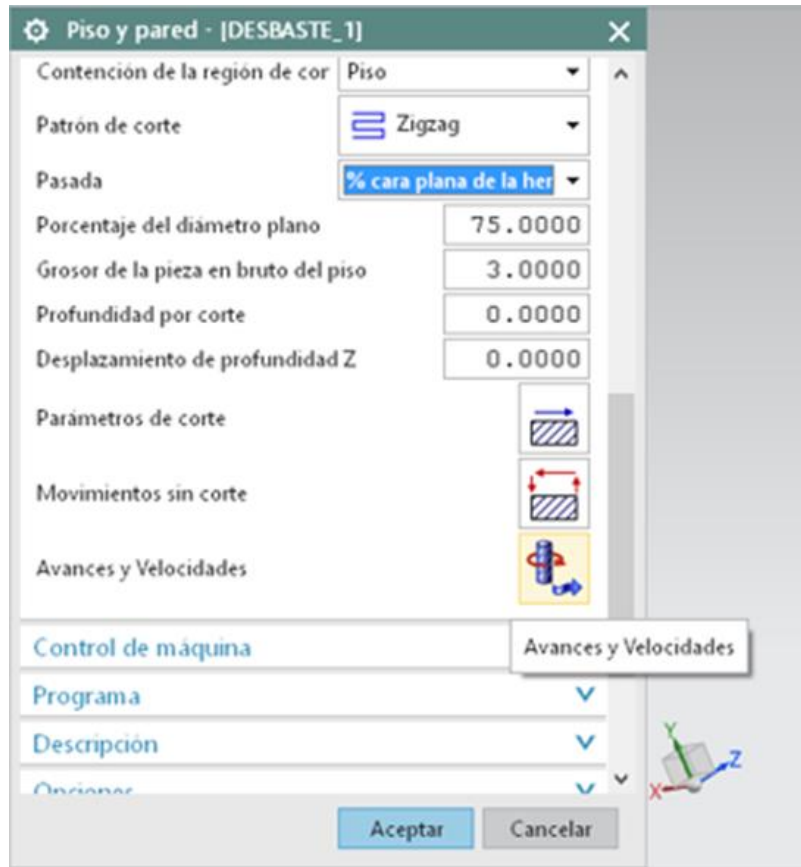 Piso y pared - [DESBASTE_1]
Contención de la región de cor Piso
Patrón de corte Zigzag
Pasada % cara plana de la her
Porcentaje del diámetro plano 75.0000
Grosor de la pieza en bruto del piso 3.0000
Profundidad por corte 0.0000
Desplazamiento de profundidad Z 0.0000
Parámetros de corte
Movimientos sin corte
Avances y Velocidades
Control de máquina
Avances y Velocidades
Programa
Descripción
Opciones
Y
Z
X
Aceptar Cancelar